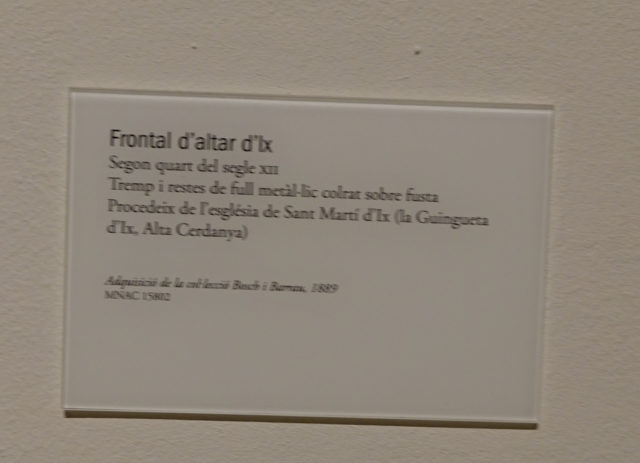 Frontal d'altar d'Ix
Segon quart del segle XII
Tremp i restes de full metàl·lic colrat sobre fusta
Procedeix de l'església de Sant Martí d'Ix (la Guingueta
d'Ix, Alta Cerdanya)
Adquisició de la col·lecció Bosch i Barrau, 1889
MNAC 15802